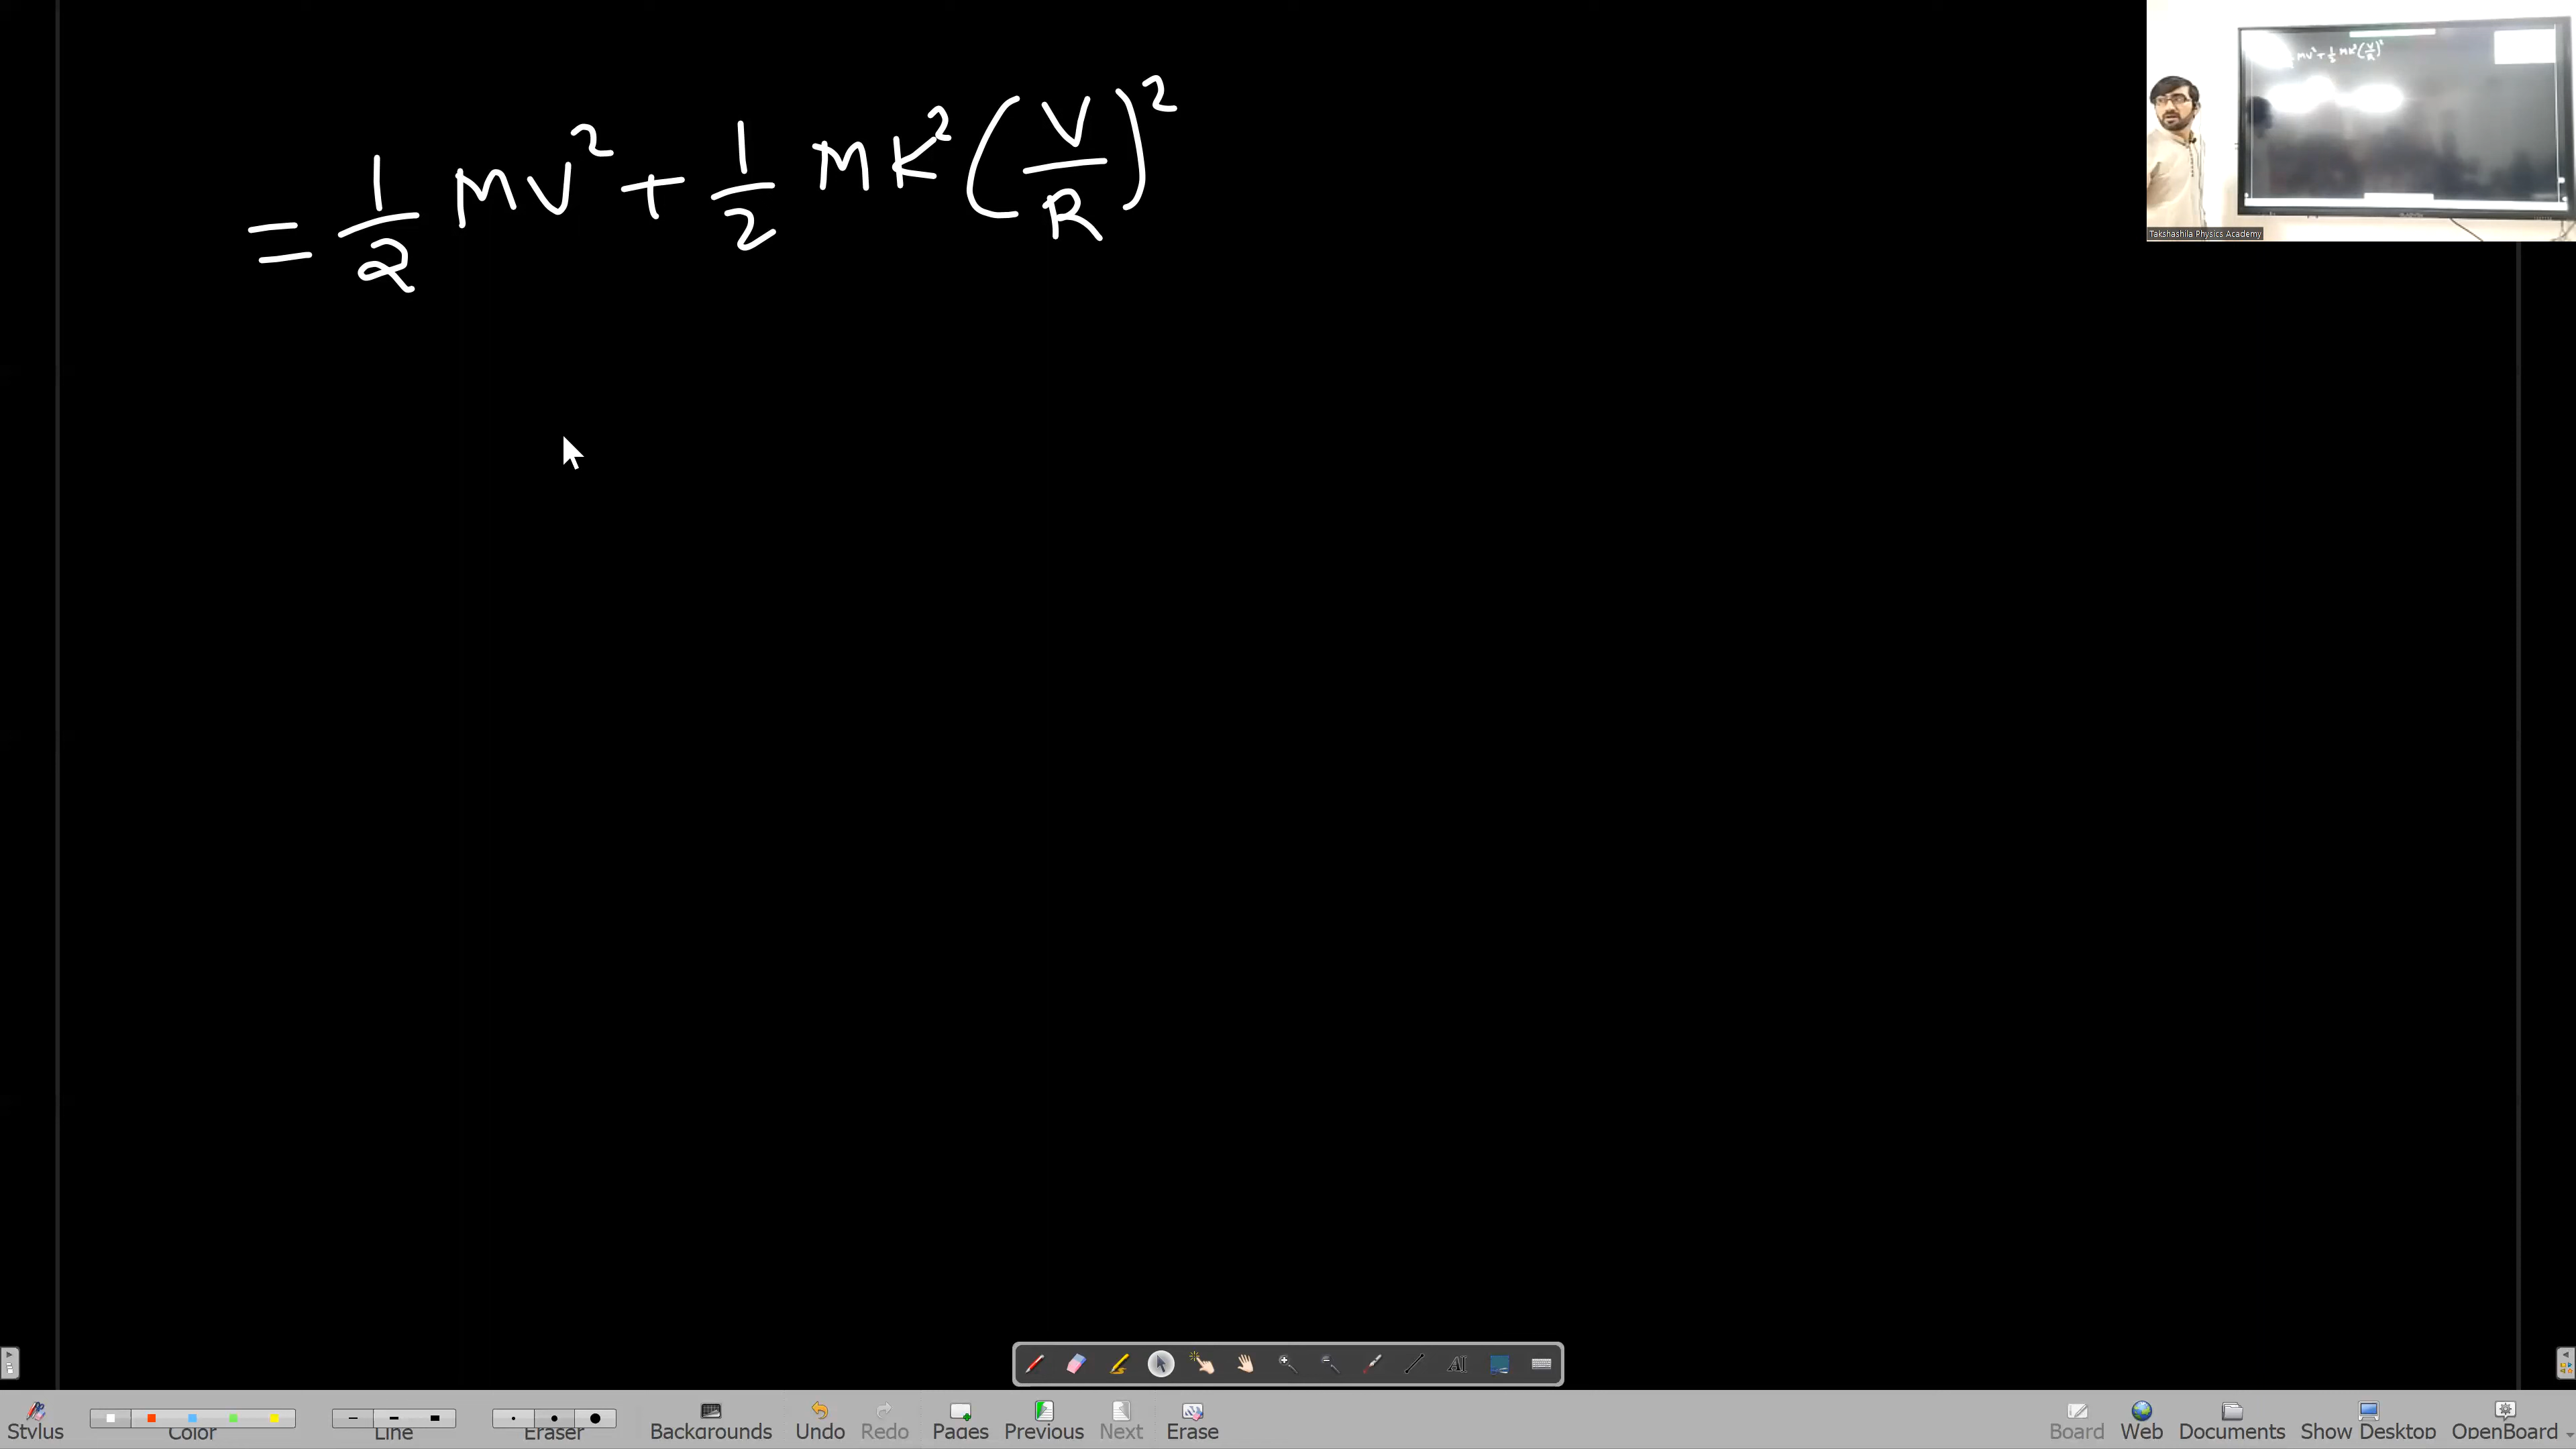 = 1/2 MV² + 1/2 MK² (V/R)²
Takshashila Physics Academy
Stylus Color Line Eraser Backgrounds Undo Redo Pages Previous Next Erase Board Web Documents Show Desktop OpenBoard